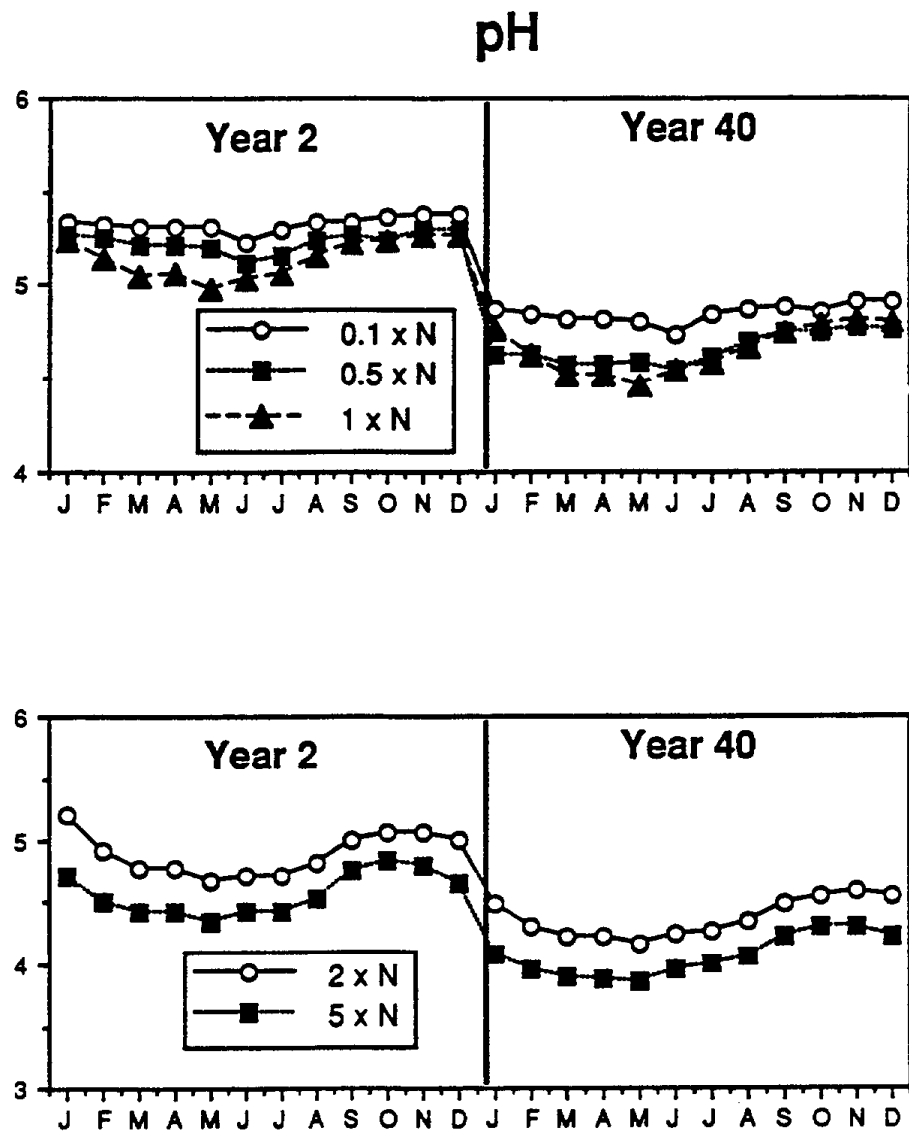 pH
6
Year 2
Year 40
5
0.1 x N
0.5 x N
1 x N
4
J F M A M J J A S O N D J F M A M J J A S O N D
6
Year 2
Year 40
5
4
2 x N
5 x N
3
J F M A M J J A S O N D J F M A M J J A S O N D